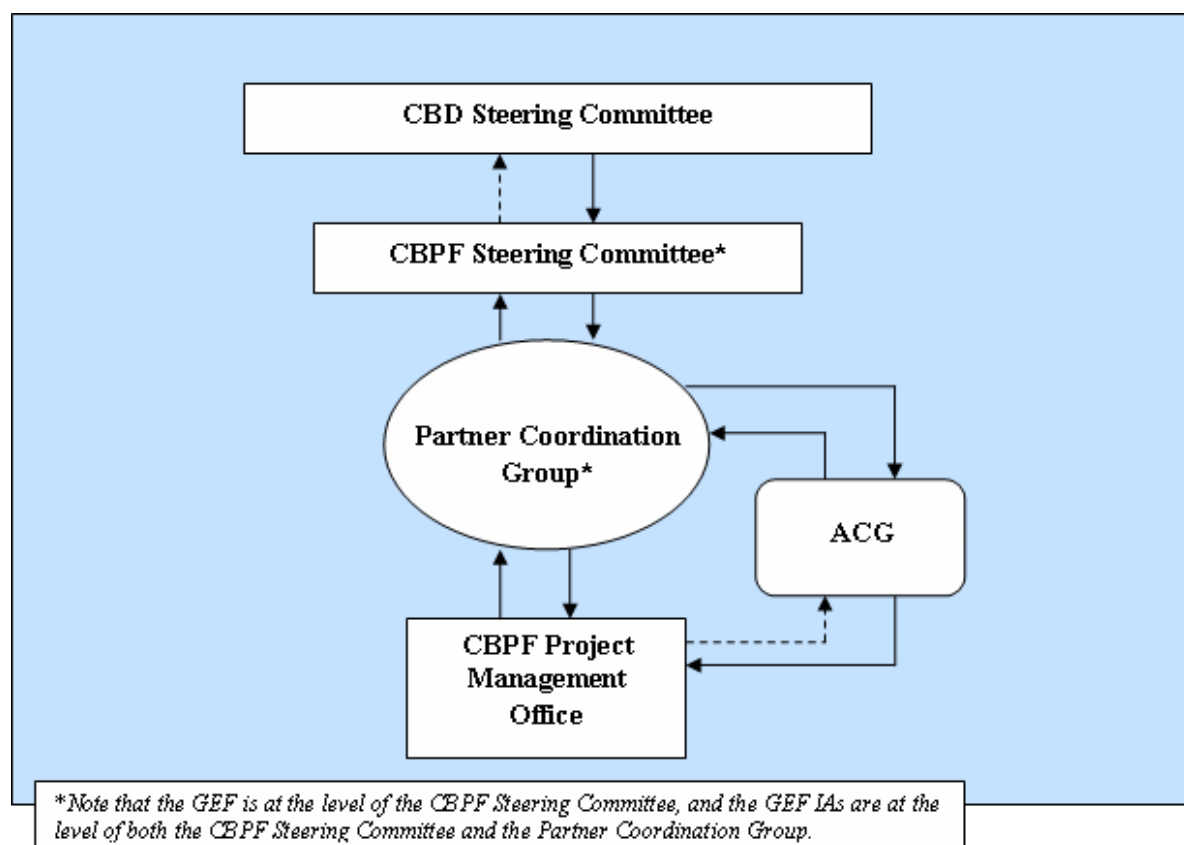 CBD Steering Committee
CBPF Steering Committee*
Partner Coordination
Group*
ACG
CBPF Project
Management
Office
*Note that the GEF is at the level of the CBPF Steering Committee, and the GEF IAs are at the
level of both the CBPF Steering Committee and the Partner Coordination Group.